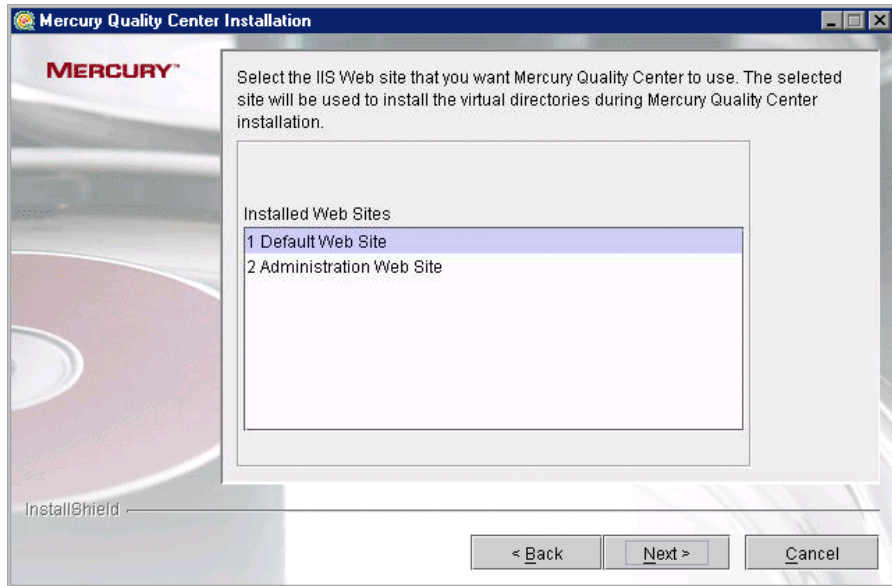 Mercury Quality Center Installation
MERCURY™
Select the IIS Web site that you want Mercury Quality Center to use. The selected
site will be used to install the virtual directories during Mercury Quality Center
installation.
Installed Web Sites
1 Default Web Site
2 Administration Web Site
InstallShield
< Back
Next >
Cancel